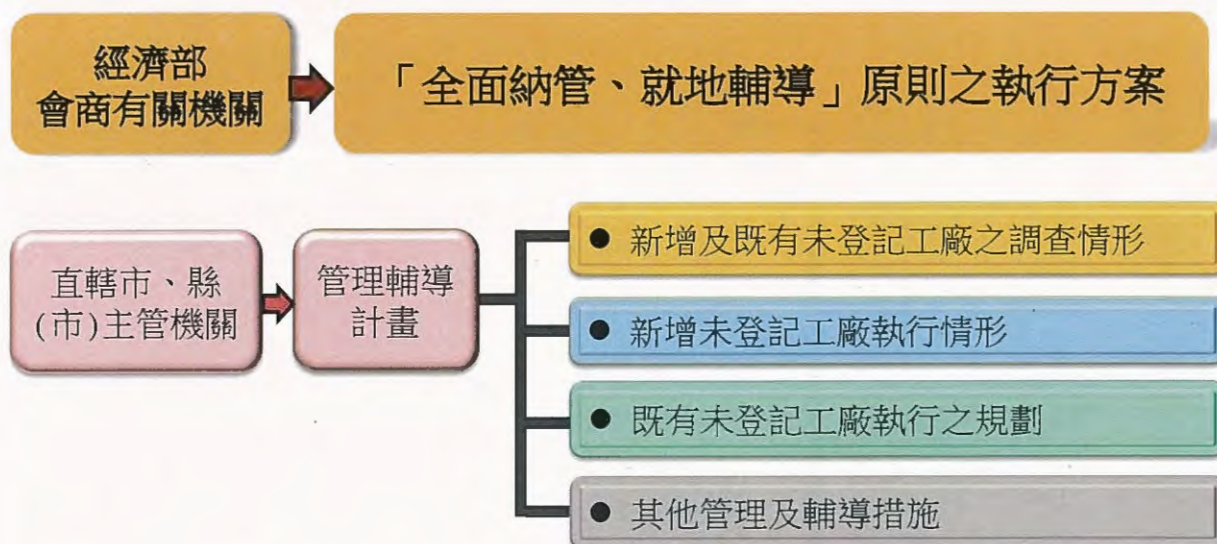 經濟部
會商有關機關
「全面納管、就地輔導」原則之執行方案
直轄市、縣
(市)主管機關
管理輔導
計畫
● 新增及既有未登記工廠之調查情形
● 新增未登記工廠執行情形
● 既有未登記工廠執行之規劃
● 其他管理及輔導措施